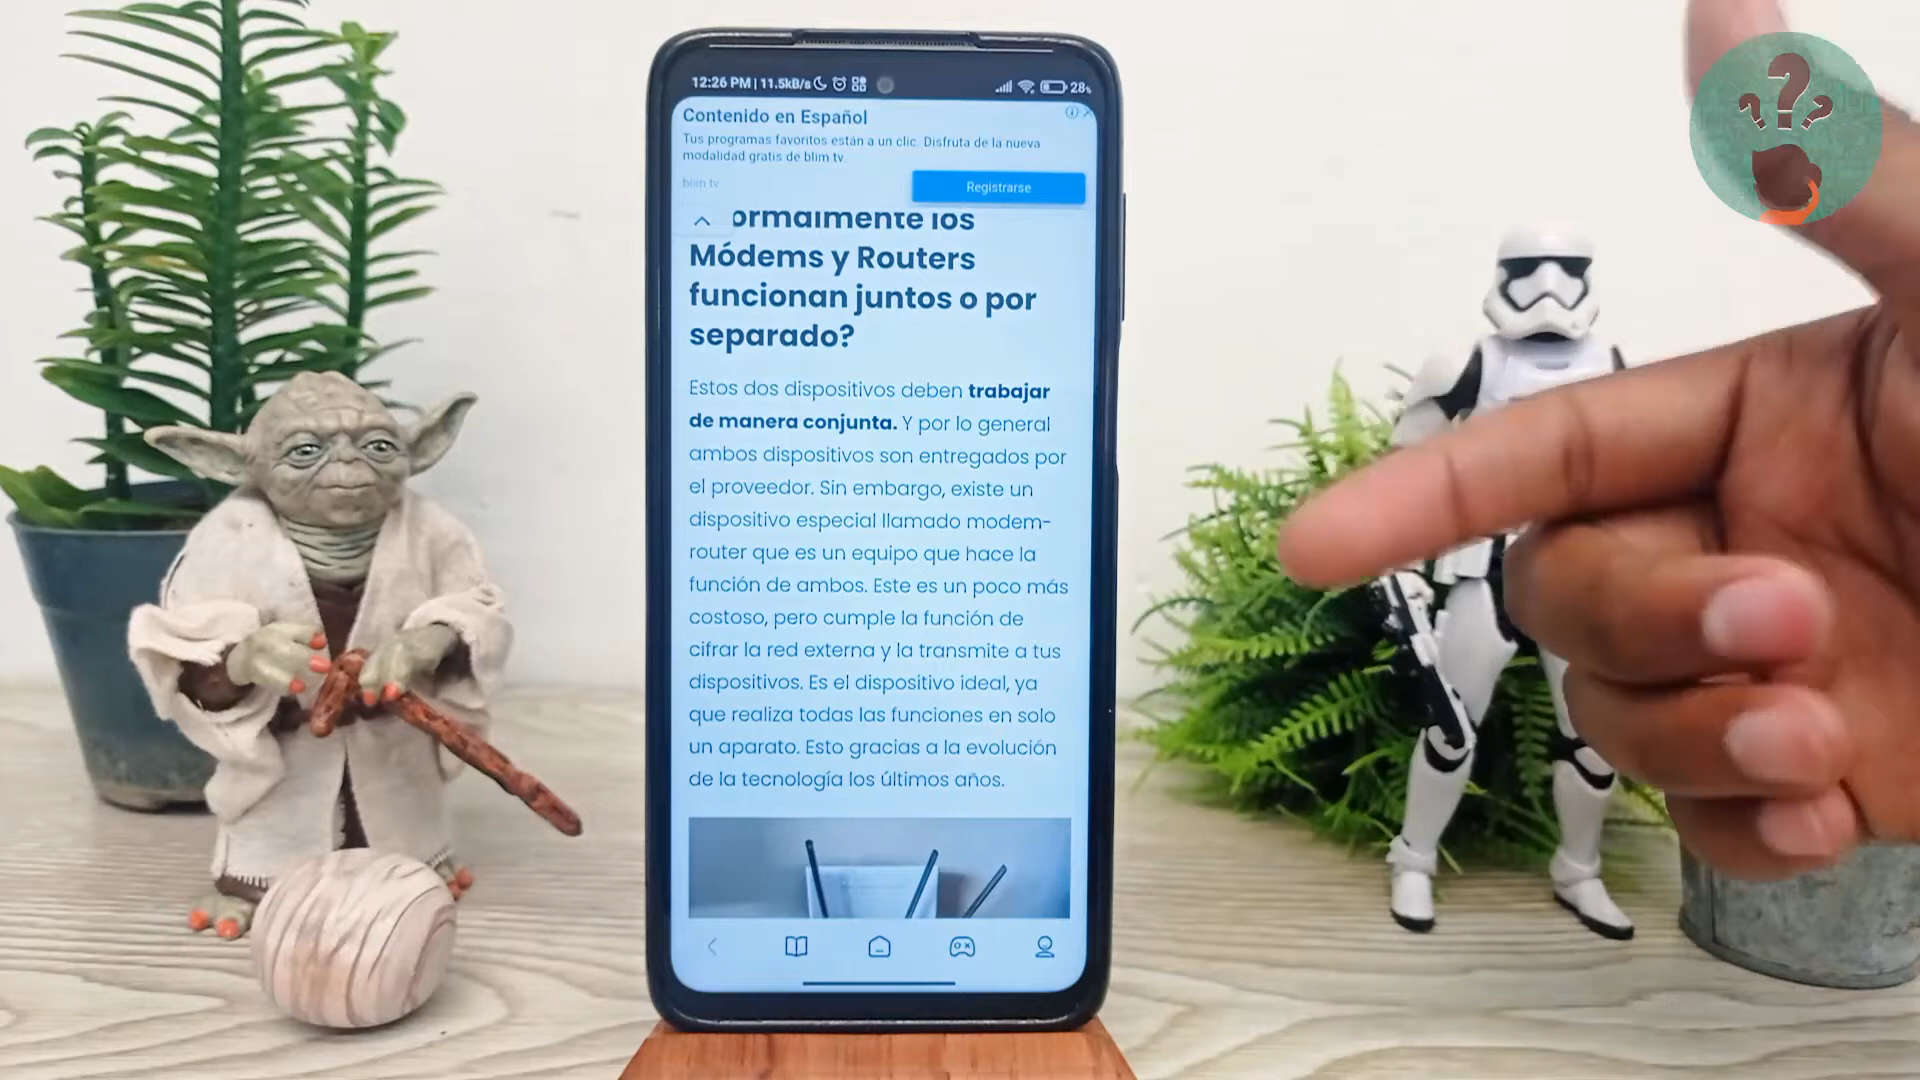 12:26 PM | 11.5kB/s
28%
Contenido en Español
Tus programas favoritos están a un clic. Disfruta de la nueva
modalidad gratis de blim tv
blim tv
Registrarse
ormalmente los
Módems y Routers
funcionan juntos o por
separado?
Estos dos dispositivos deben trabajar
de manera conjunta. Y por lo general
ambos dispositivos son entregados por
el proveedor. Sin embargo, existe un
dispositivo especial llamado modem-
router que es un equipo que hace la
función de ambos. Este es un poco más
costoso, pero cumple la función de
cifrar la red externa y la transmite a tus
dispositivos. Es el dispositivo ideal, ya
que realiza todas las funciones en solo
un aparato. Esto gracias a la evolución
de la tecnología los últimos años.